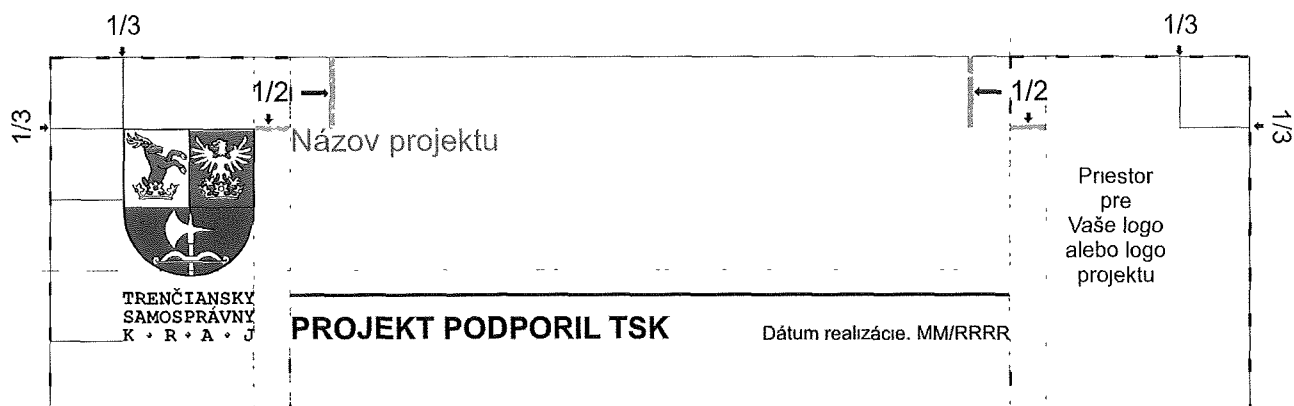 1/3
1/3
1/2
1/2
1/3
1/3
Názov projektu
Priestor
pre
Vaše logo
alebo logo
projektu
TRENČIANSKY
SAMOSPRÁVNY
K · R · A · J
PROJEKT PODPORIL TSK
Dátum realizácie. MM/RRRR